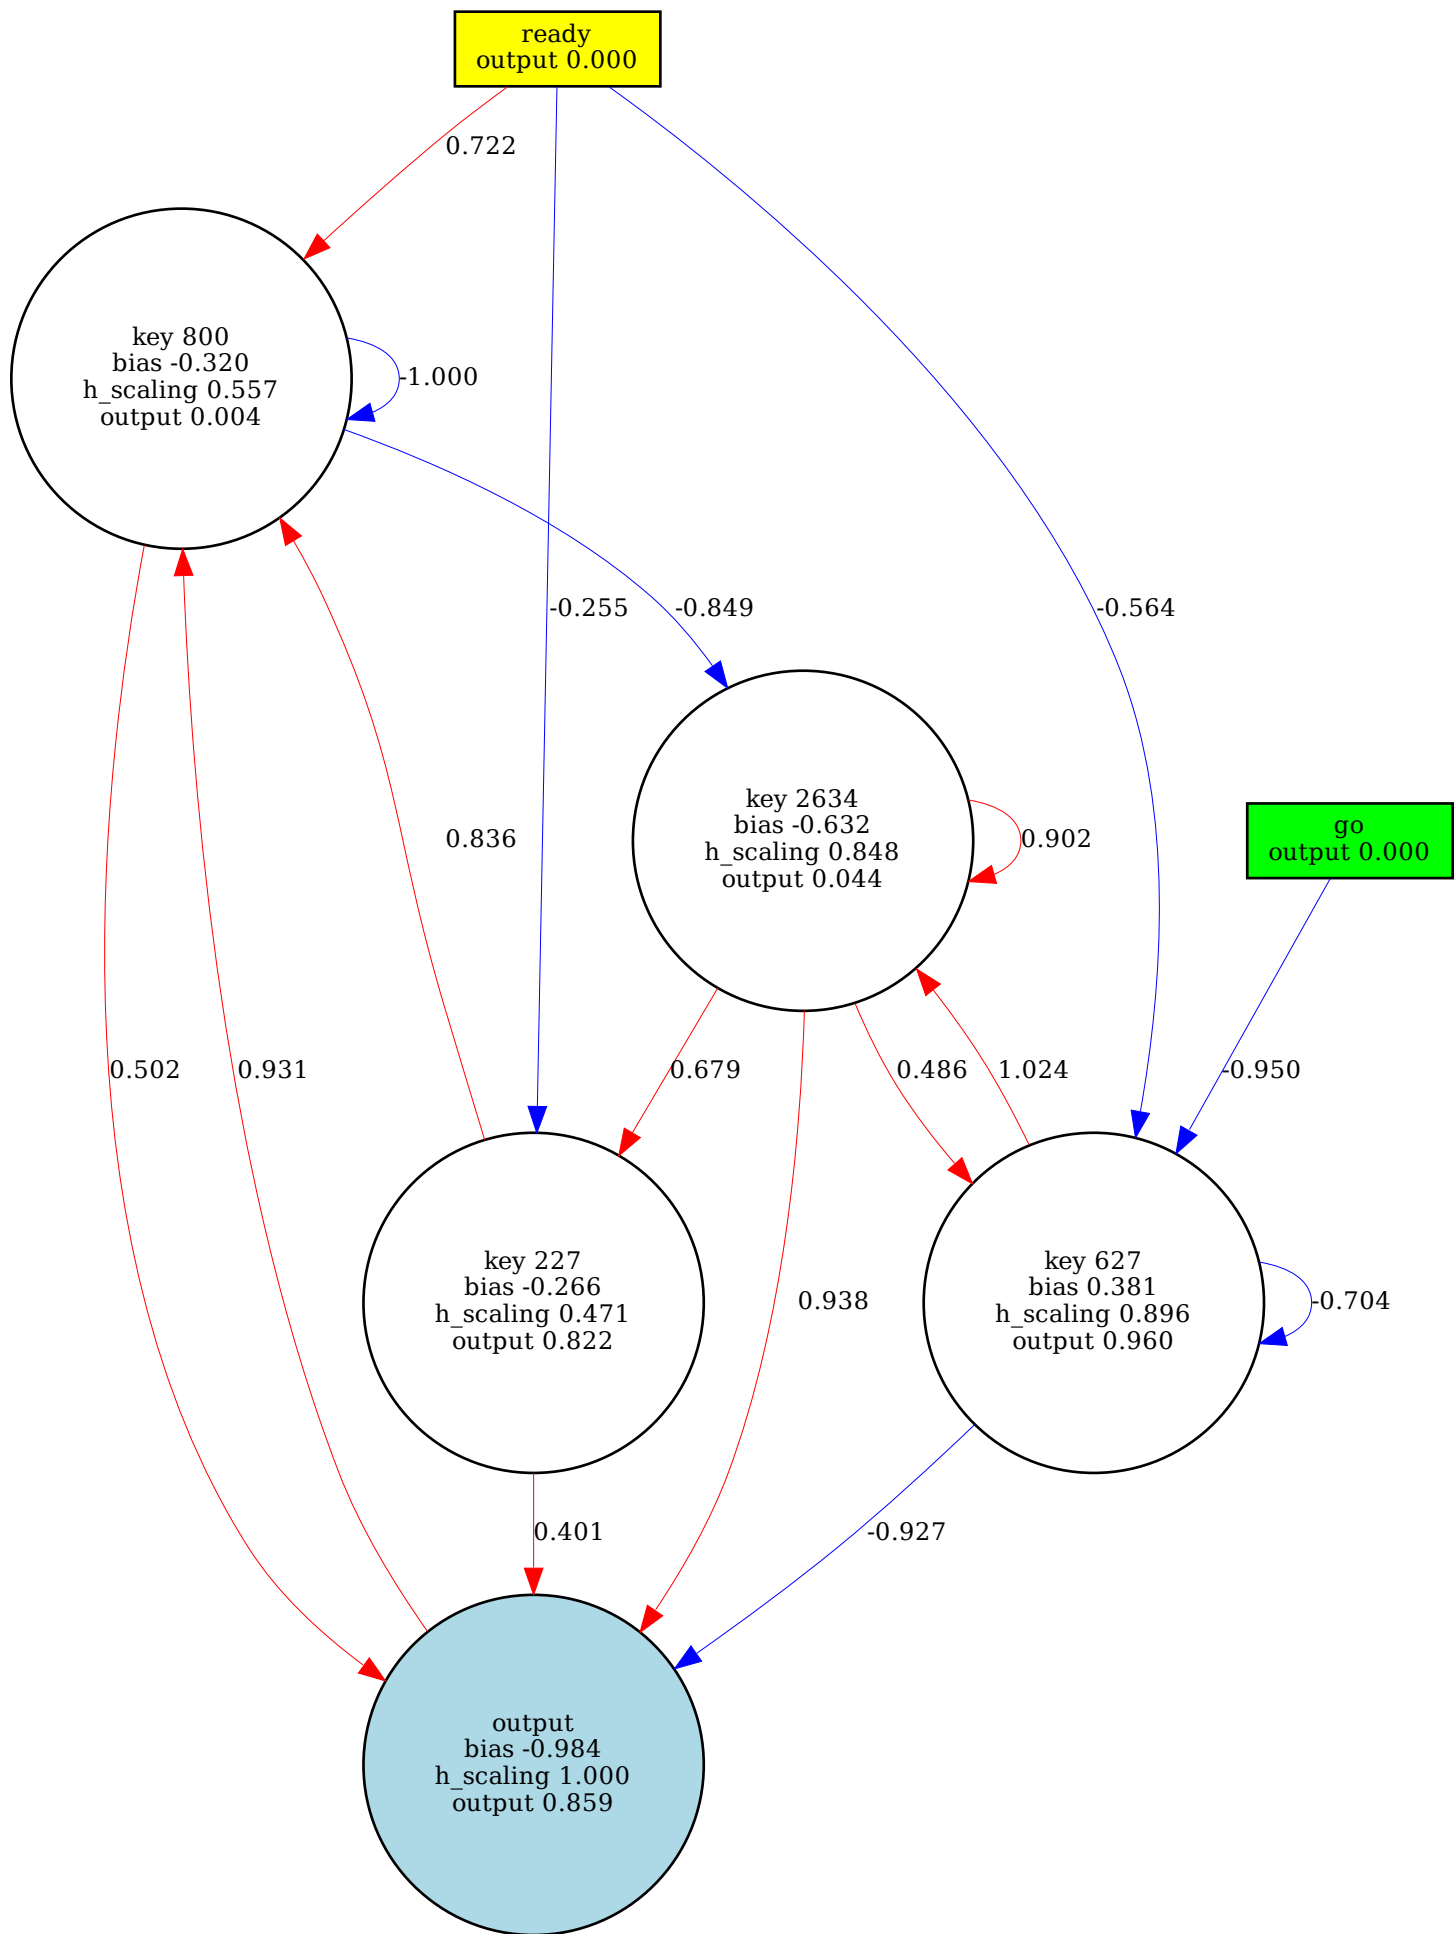 ready
output 0.000
0.722
key 800
bias -0.320
h_scaling 0.557
output 0.004
-1.000
-0.255
-0.849
-0.564
key 2634
bias -0.632
h_scaling 0.848
output 0.044
0.836
0.902
go
output 0.000
0.502
0.931
0.679
0.486
1.024
-0.950
key 227
bias -0.266
h_scaling 0.471
output 0.822
0.938
key 627
bias 0.381
h_scaling 0.896
output 0.960
-0.704
0.401
-0.927
output
bias -0.984
h_scaling 1.000
output 0.859